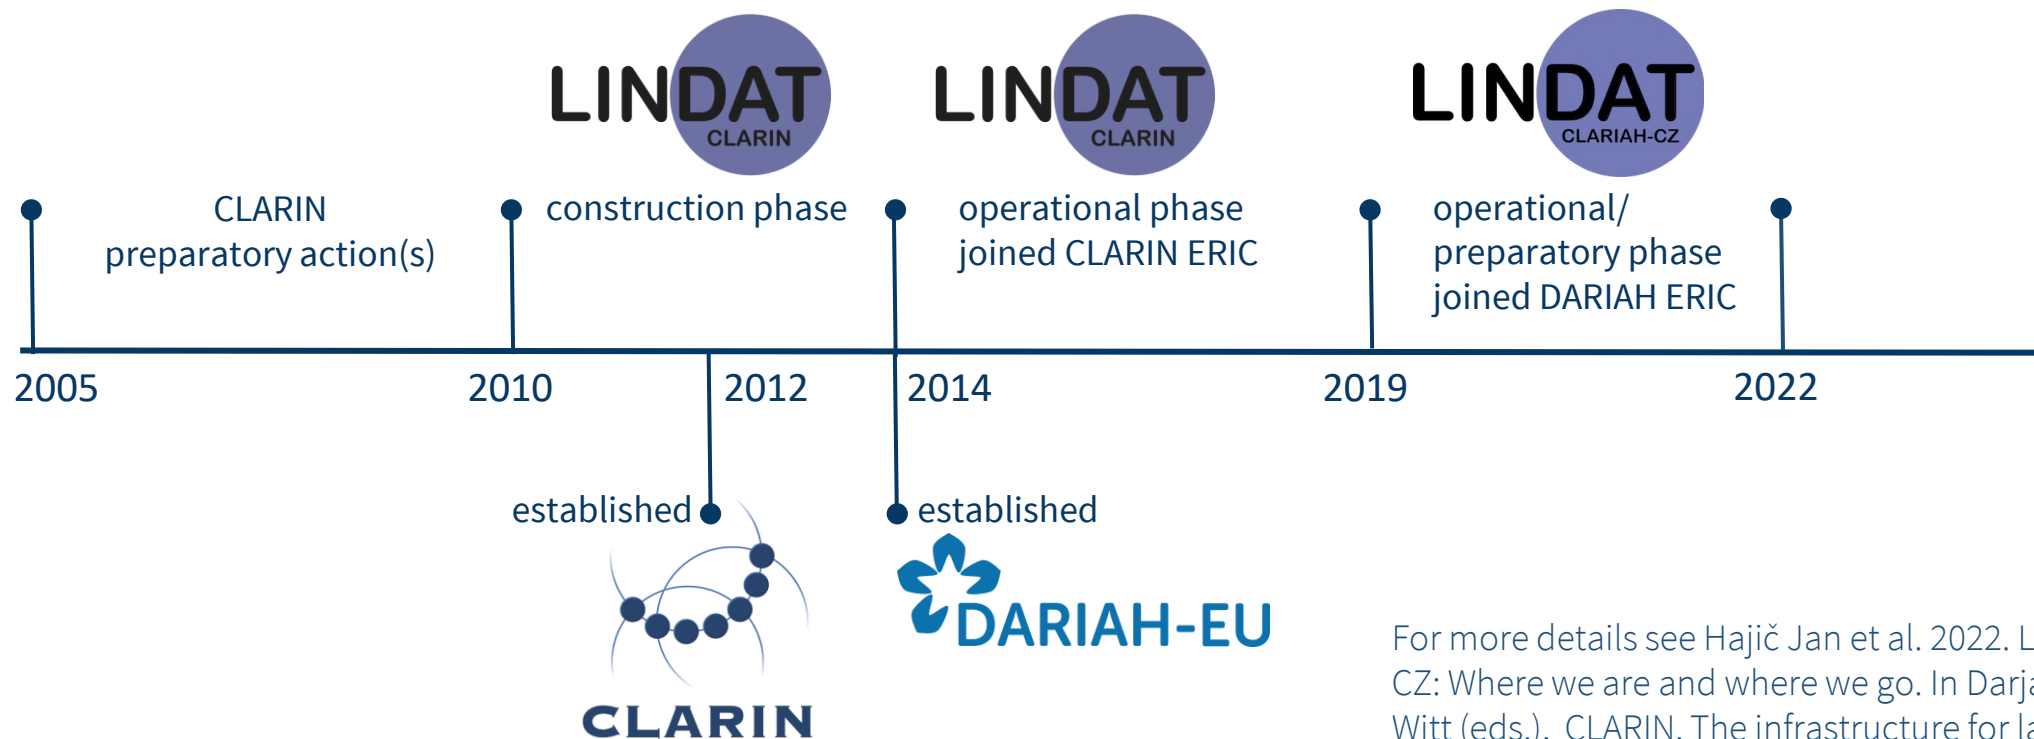 LINDAT
CLARIN
LINDAT
CLARIN
LINDAT
CLARIAH-CZ
CLARIN
preparatory action(s)
construction phase
operational phase
joined CLARIN ERIC
operational/
preparatory phase
joined DARIAH ERIC
2005
2010
2012
2014
2019
2022
established
established
CLARIN
DARIAH-EU
For more details see Hajič Jan et al. 2022.
CZ: Where we are and where we go. In
Witt (eds.). CLARIN. The infrastructure for